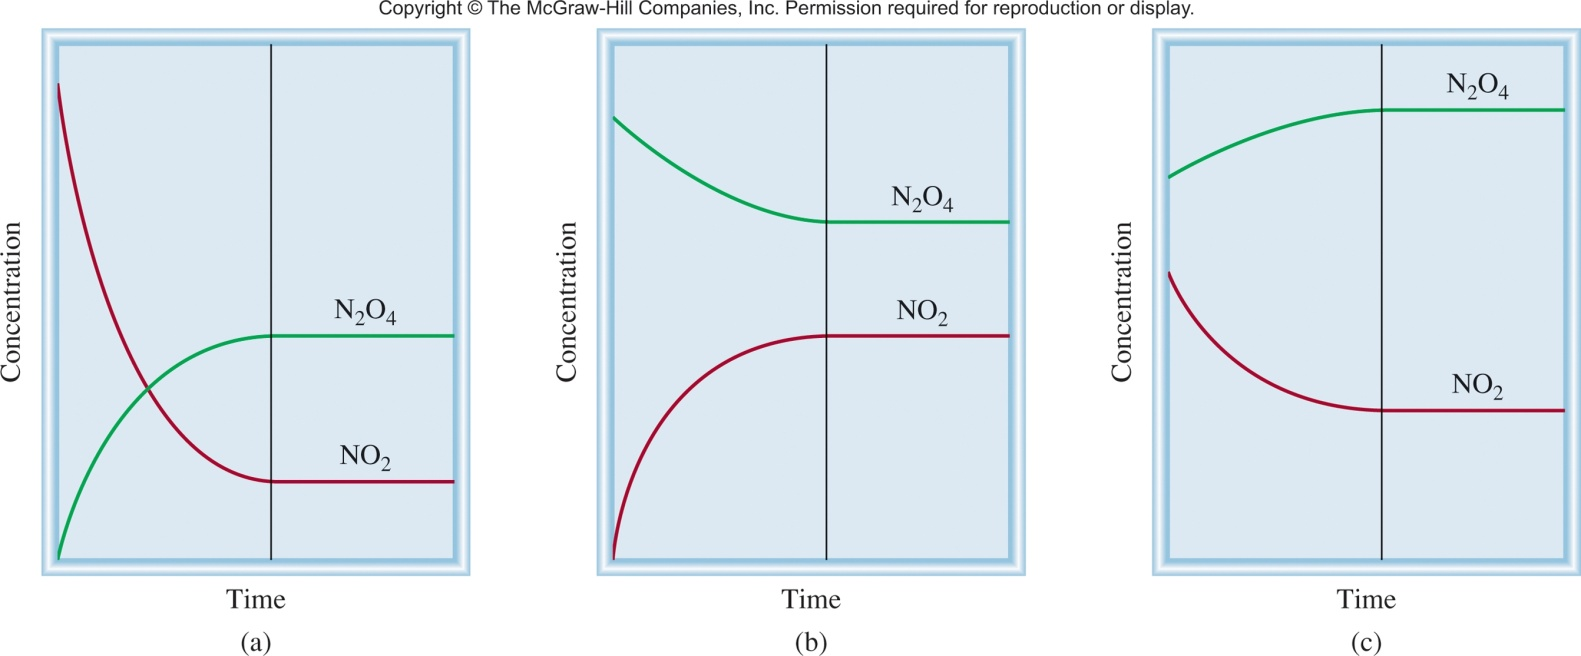 Copyright © The McGraw-Hill Companies, Inc. Permission required for reproduction or display.
Concentration
N₂O₄
NO₂
Time
(a)
Concentration
N₂O₄
NO₂
Time
(b)
Concentration
N₂O₄
NO₂
Time
(c)